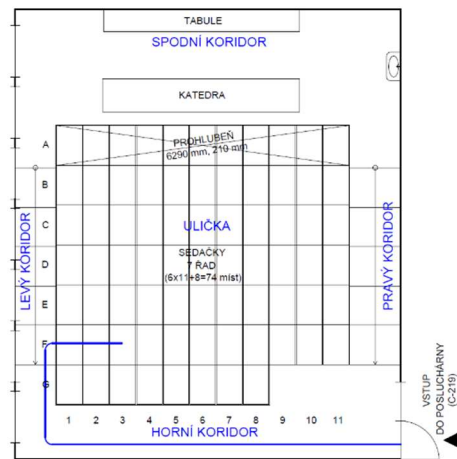 TABULE
SPODNÍ KORIDOR
KATEDRA
PROHLUBEŇ
6290 mm, 210 mm
A
B
C
ULIČKA
D
SEDAČKY
7 ŘAD
(6x11+8=74 míst)
E
F
G
LEVÝ KORIDOR
PRAVÝ KORIDOR
1 2 3 4 5 6 7 8 9 10 11
HORNÍ KORIDOR
VSTUP
DO POSLUCHÁRNY
(C-219)